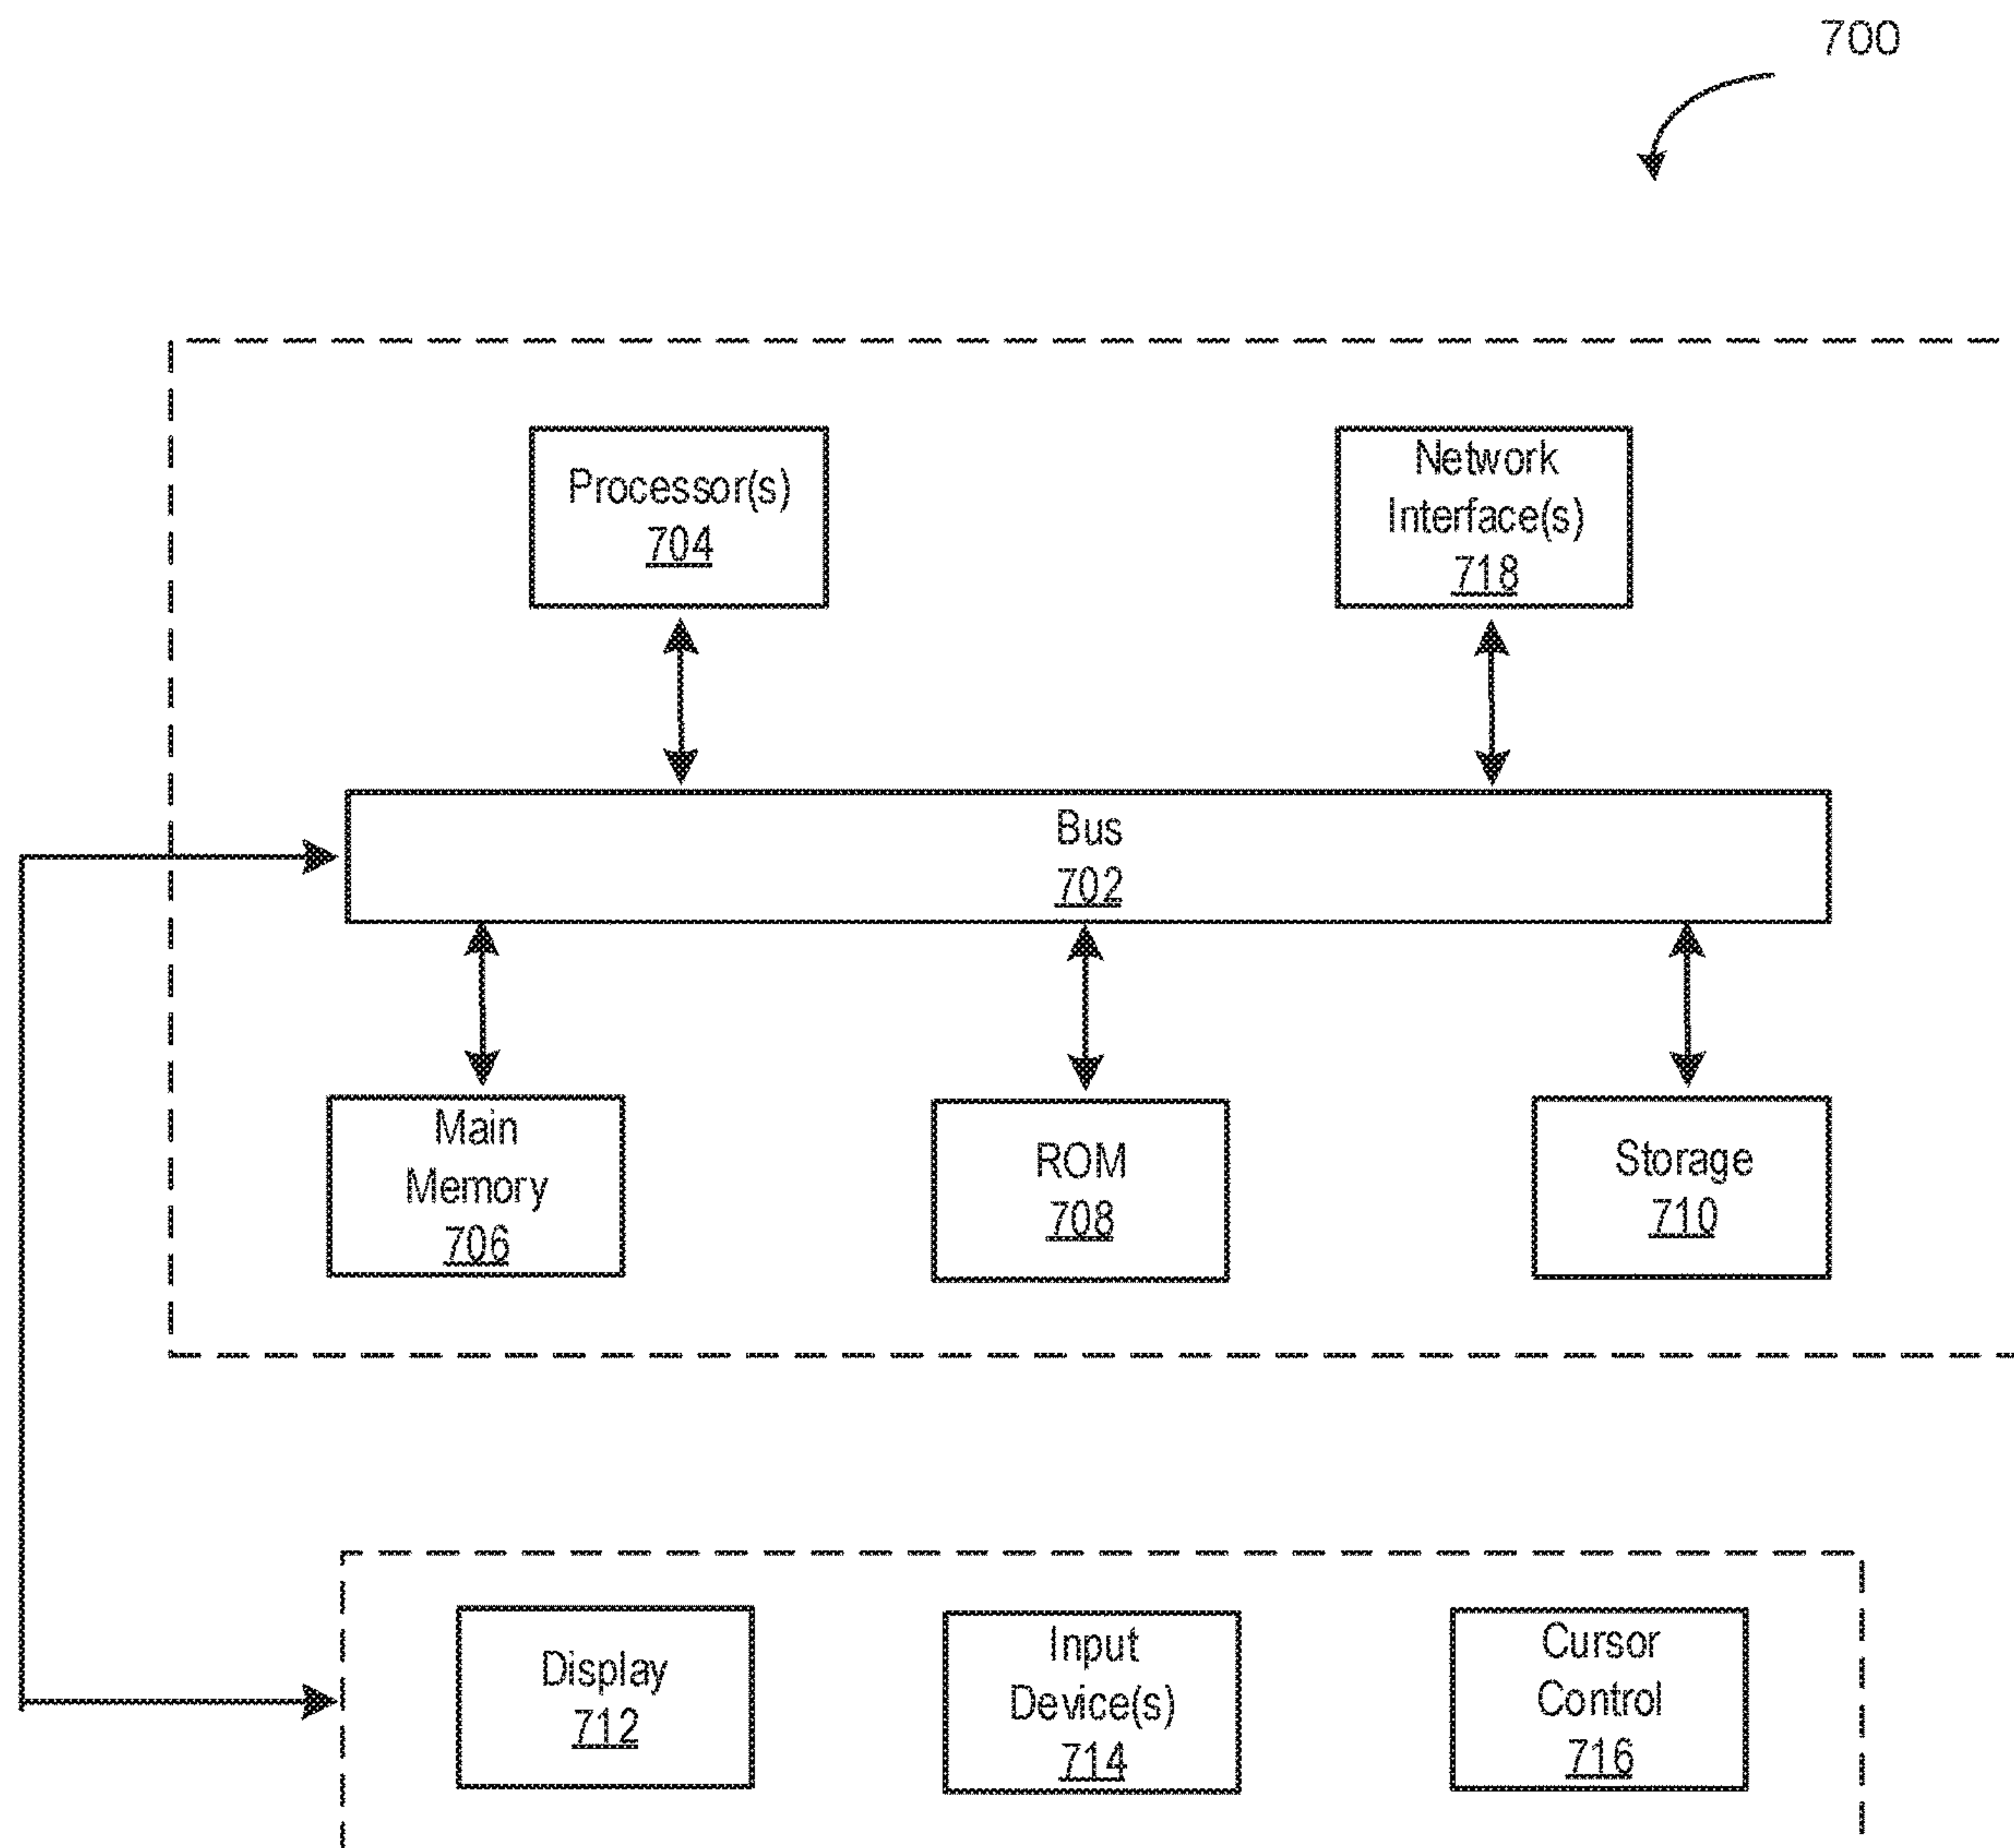 700
Processor(s)
704
Network
Interface(s)
718
Bus
702
Main
Memory
706
ROM
708
Storage
710
Display
712
Input
Device(s)
714
Cursor
Control
716